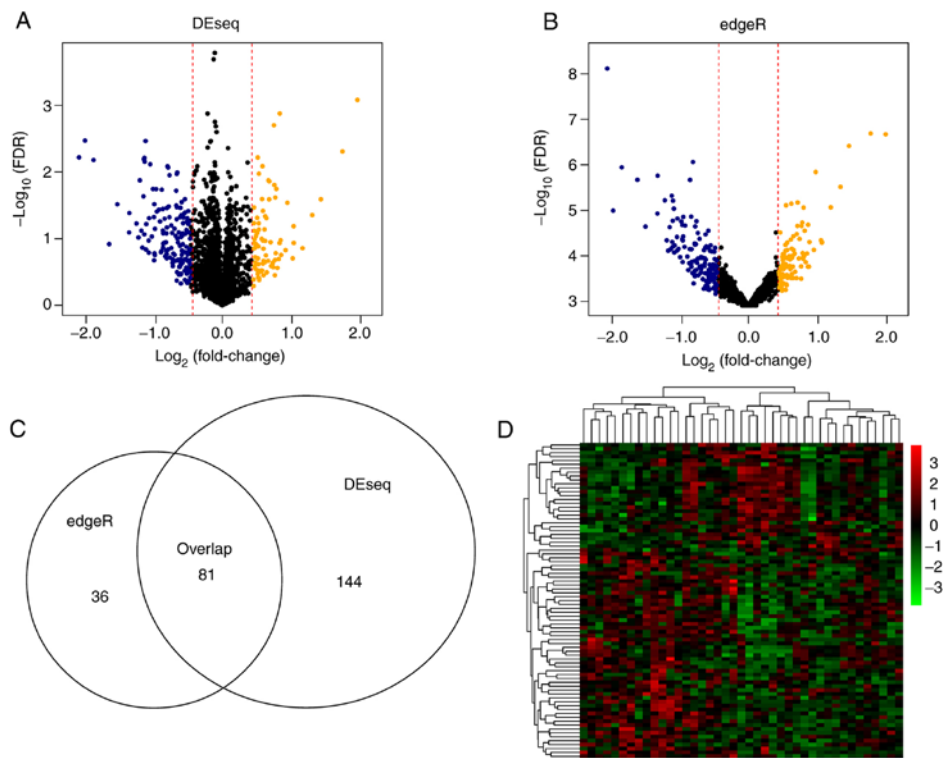 A
DEseq
–Log10 (FDR)
3
2
1
0
–2.0 –1.0 0.0 1.0 2.0
Log2 (fold-change)
B
edgeR
–Log10 (FDR)
8
7
6
5
4
3
–2.0 –1.0 0.0 1.0 2.0
Log2 (fold-change)
C
edgeR
36
Overlap
81
DEseq
144
D
3
2
1
0
–1
–2
–3